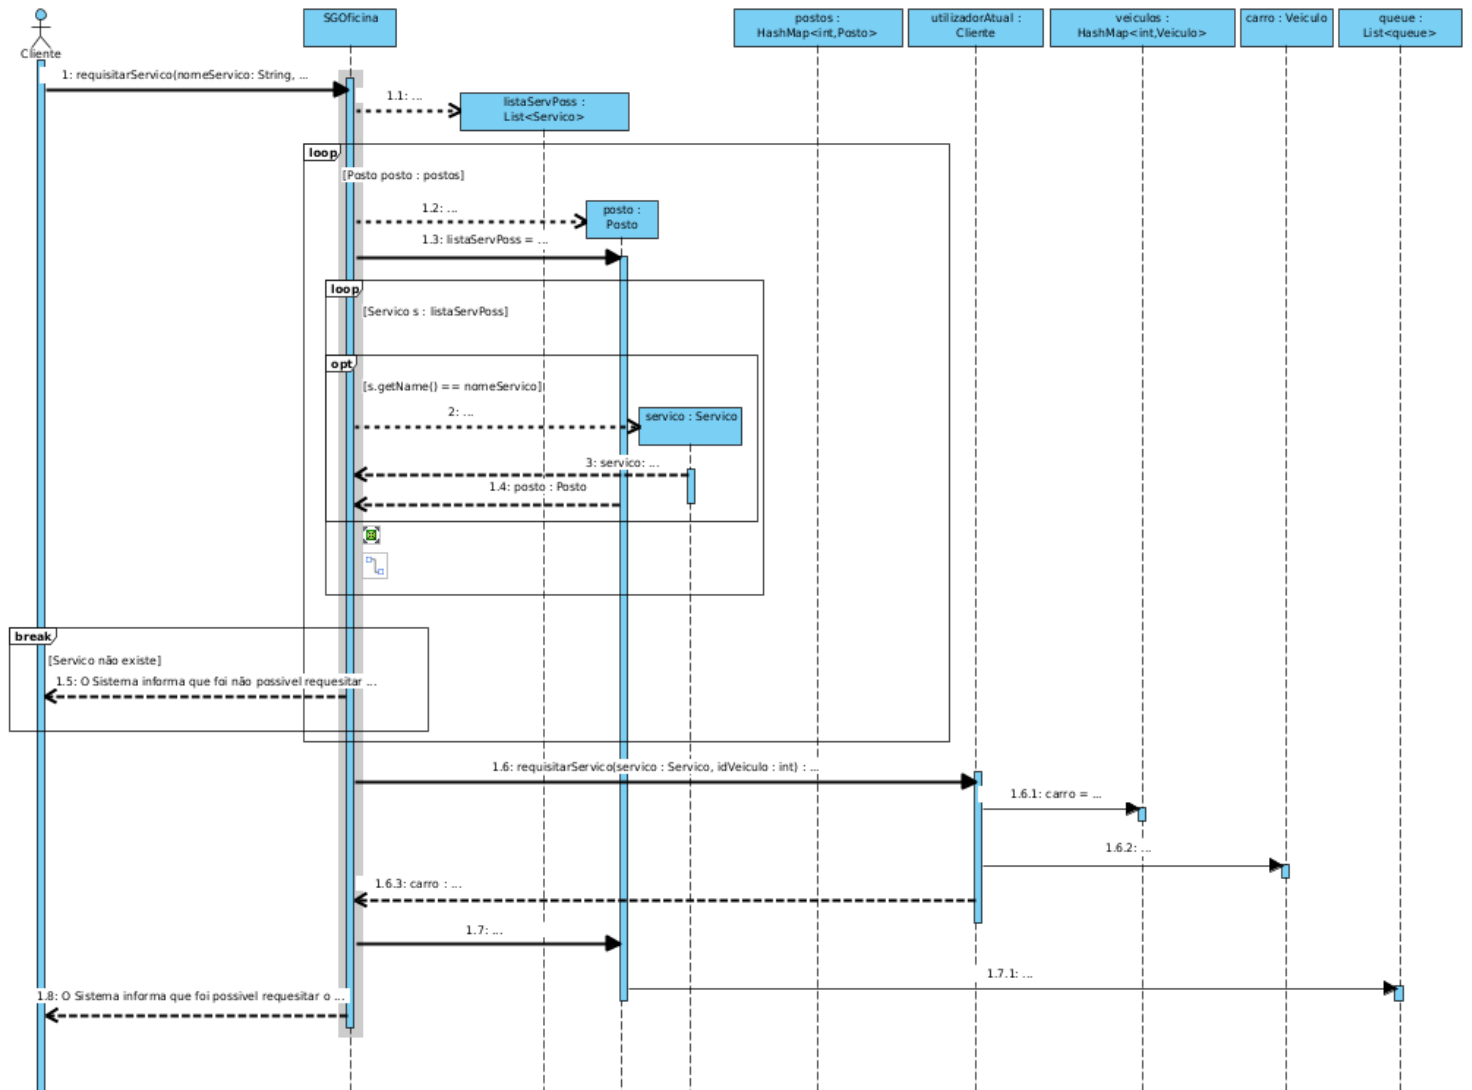 SGOficina
postos :
HashMap<int,Posto>
utilizadorAtual :
Cliente
veiculos :
HashMap<int,Veiculo>
carro : Veiculo
queue :
List<queue>
Cliente
1: requisitarServico(nomeServico: String, ...
1.1: ...
listaServPoss :
List<Servico>
loop
[Posto posto : postos]
1.2: ...
posto :
Posto
1.3: listaServPoss = ...
loop
[Servico s : listaServPoss]
opt
[s.getName() == nomeServico]
2: ...
servico : Servico
3: servico: ...
1.4: posto : Posto
break
[Servico não existe]
1.5: O Sistema informa que foi não possivel requesitar ...
1.6: requisitarServico(servico : Servico, idVeiculo : int) : ...
1.6.1: carro = ...
1.6.2: ...
1.6.3: carro : ...
1.7: ...
1.7.1: ...
1.8: O Sistema informa que foi possivel requesitar o ...